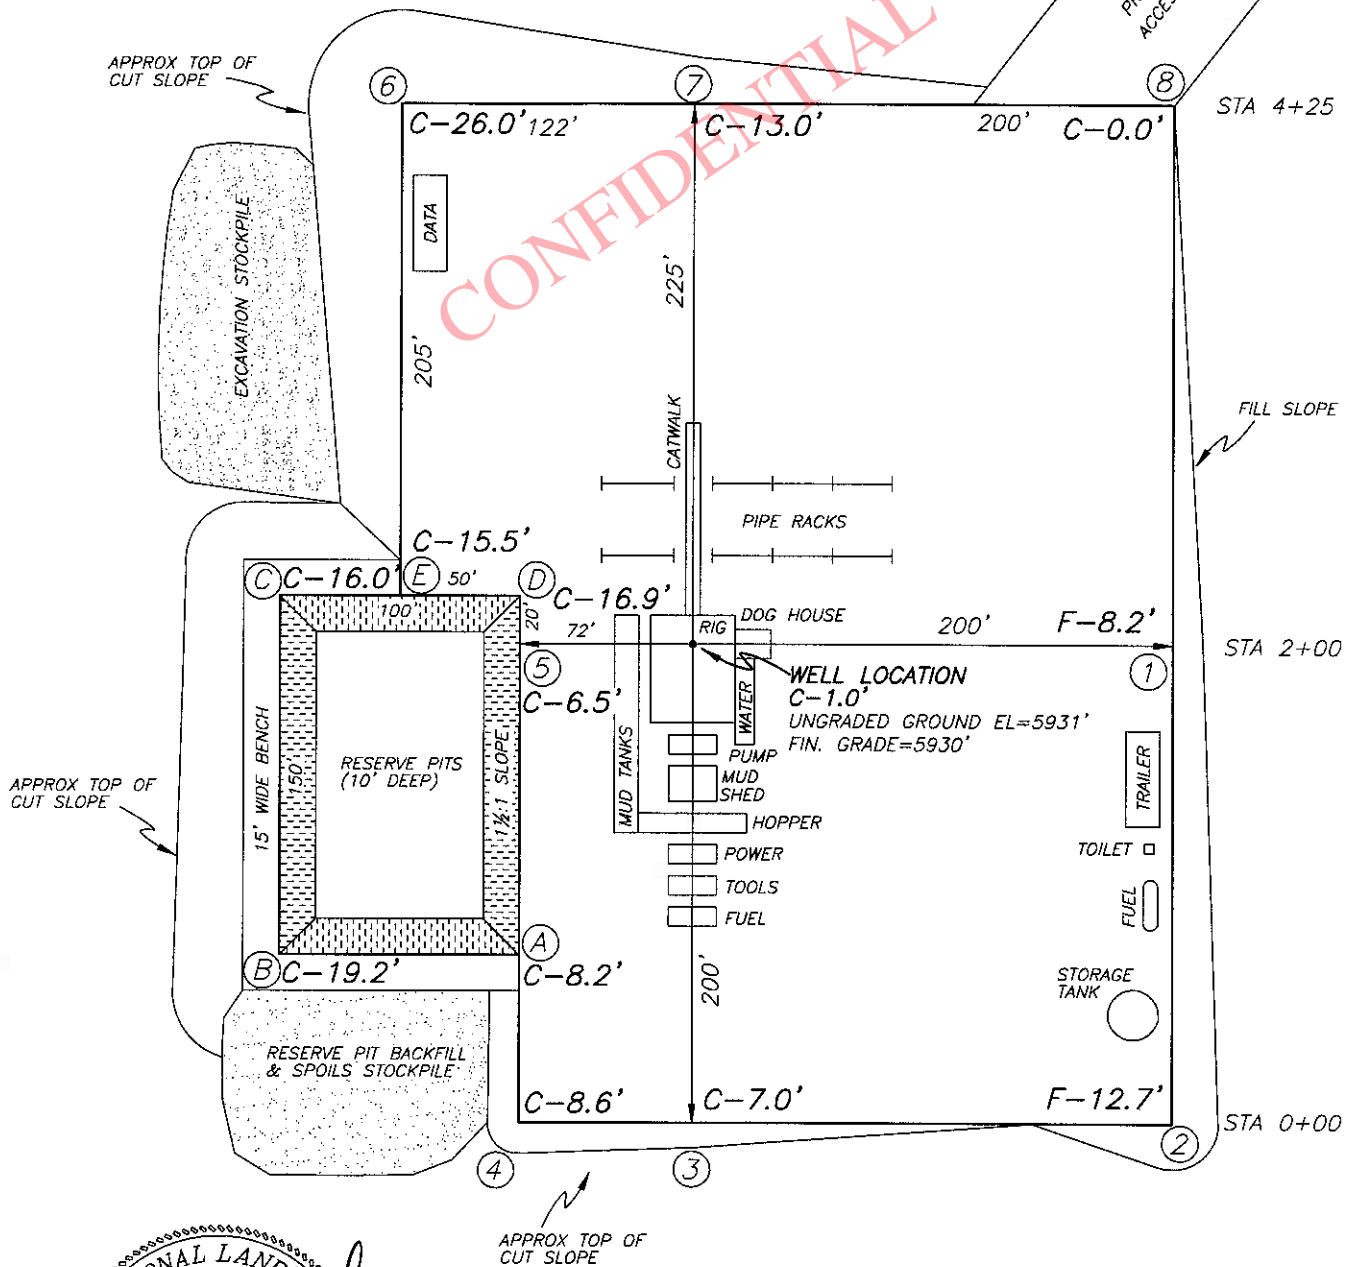 APPROX TOP OF
CUT SLOPE
6
7
8
STA 4+25
C-26.0' 122'
C-13.0'
200'
C-0.0'
CONFIDENTIAL
DATA
EXCAVATION STOCKPILE
205'
225'
FILL SLOPE
CATWALK
PIPE RACKS
C-15.5'
C
C-16.0'
E
50'
D
C-16.9'
100'
20'
72'
RIG
DOG HOUSE
200'
F-8.2'
STA 2+00
5
1
C-6.5'
WELL LOCATION
C-1.0'
UNGRADED GROUND EL=5931'
FIN. GRADE=5930'
WATER
MUD TANKS
PUMP
MUD
SHED
HOPPER
POWER
TOOLS
FUEL
RESERVE PITS
(10' DEEP)
1½:1 SLOPE
150'
15' WIDE BENCH
APPROX TOP OF
CUT SLOPE
TRAILER
TOILET
FUEL
A
B
C-19.2'
C-8.2'
200'
STORAGE
TANK
RESERVE PIT BACKFILL
& SPOILS STOCKPILE
C-8.6'
C-7.0'
F-12.7'
STA 0+00
4
3
2
APPROX TOP OF
CUT SLOPE
LAND